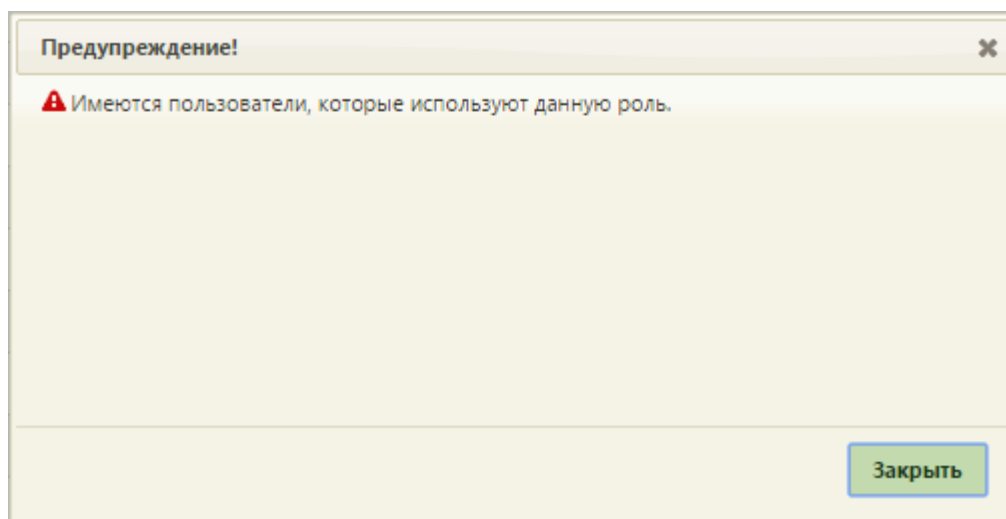 Предупреждение!
Имеются пользователи, которые используют данную роль.
Закрыть